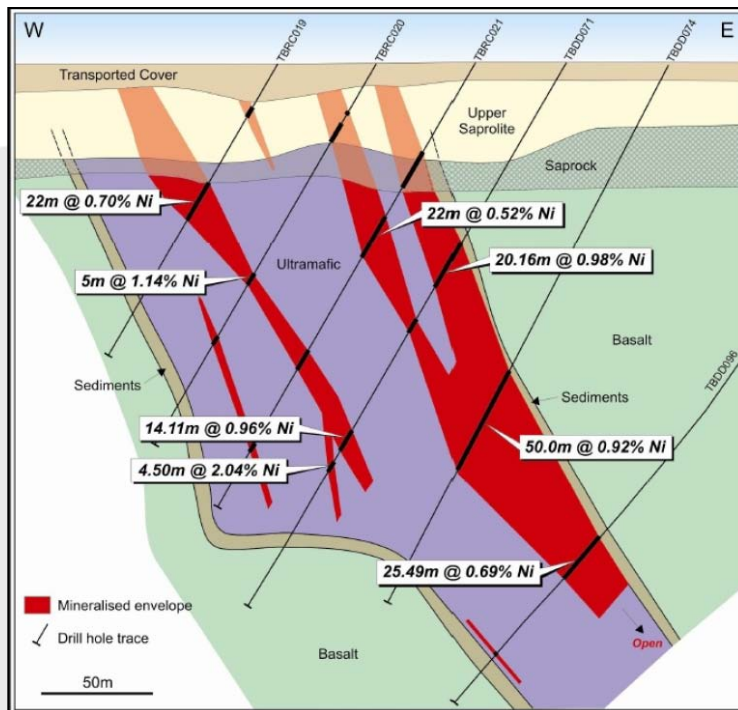 W
E
TBRC019
TBRC020
TBRC021
TBDD071
TBDD074
Transported Cover
Upper
Saprolite
Saprock
22m @ 0.70% Ni
22m @ 0.52% Ni
20.16m @ 0.98% Ni
5m @ 1.14% Ni
Ultramafic
Basalt
TBDD096
Sediments
Sediments
14.11m @ 0.96% Ni
50.0m @ 0.92% Ni
4.50m @ 2.04% Ni
25.49m @ 0.69% Ni
Mineralised envelope
Drill hole trace
Basalt
Open
50m